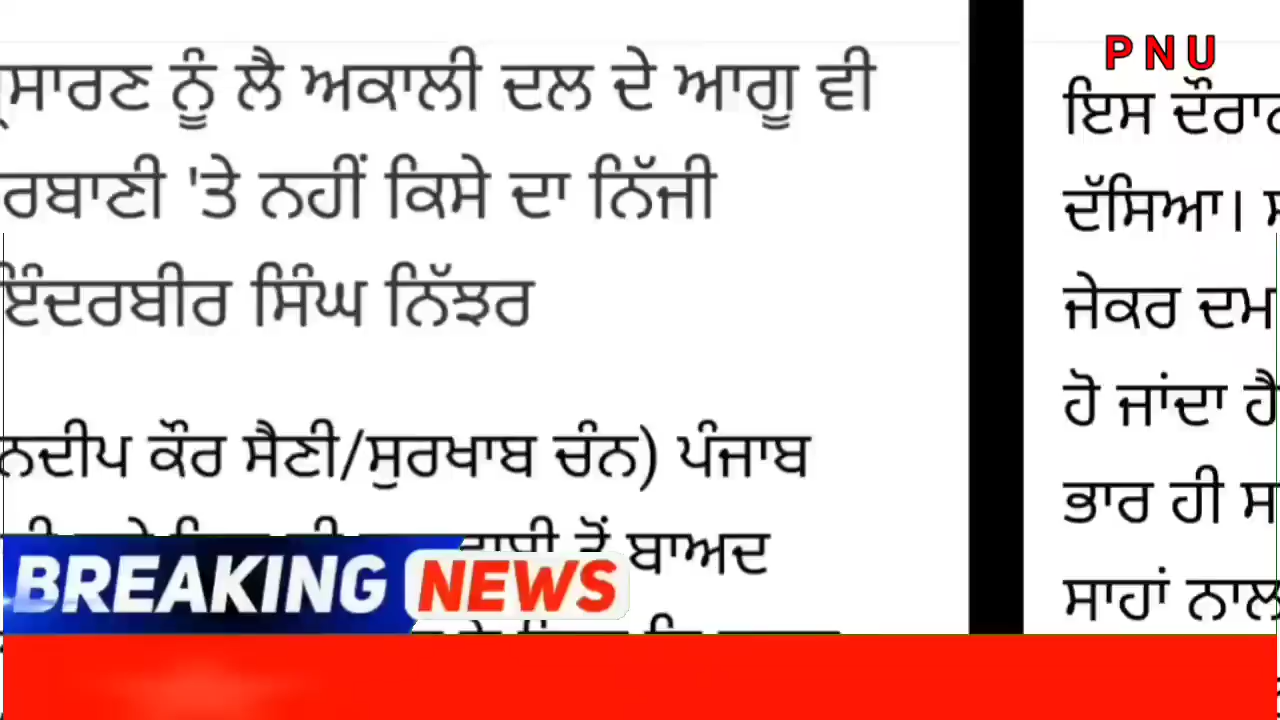 ਸਾਰਣ ਨੂੰ ਲੈ ਅਕਾਲੀ ਦਲ ਦੇ ਆਗੂ ਵੀ
ਰਬਾਣੀ 'ਤੇ ਨਹੀਂ ਕਿਸੇ ਦਾ ਨਿੱਜੀ
ਇੰਦਰਬੀਰ ਸਿੰਘ ਨਿੱਝਰ
ਨਦੀਪ ਕੌਰ ਸੈਣੀ/ਸੁਰਖਾਬ ਚੰਨ) ਪੰਜਾਬ
ਤੋਂ ਬਾਅਦ
PNU
ਇਸ ਦੌਰਾਨ
ਦੱਸਿਆ।
ਜੇਕਰ ਦਮ
ਹੋ ਜਾਂਦਾ ਹੈ
ਭਾਰ ਹੀ ਸ
ਸਾਹਾਂ ਨਾਲ
BREAKING NEWS